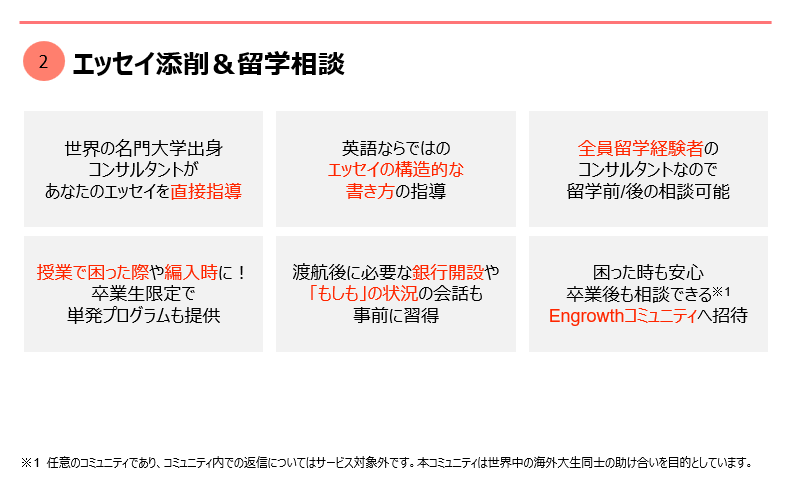 2
エッセイ添削＆留学相談
世界の名門大学出身
コンサルタントが
あなたのエッセイを直接指導
英語ならではの
エッセイの構造的な
書き方の指導
全員留学経験者の
コンサルタントなので
留学前/後の相談可能
授業で困った際や編入時に！
卒業生限定で
単発プログラムも提供
渡航後に必要な銀行開設や
「もしも」の状況の会話も
事前に習得
困った時も安心
卒業後も相談できる※1
Engrowthコミュニティへ招待
※1 任意のコミュニティであり、コミュニティ内での返信についてはサービス対象外です。本コミュニティは世界中の海外大生同士の助け合いを目的としています。